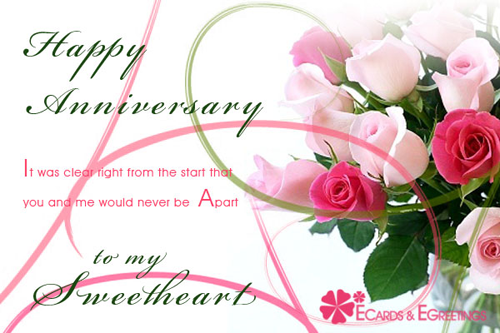 Happy
Anniversary
It was clear right from the start that
you and me would never be Apart
to my
Sweetheart
ECARDS & EGREETINGS